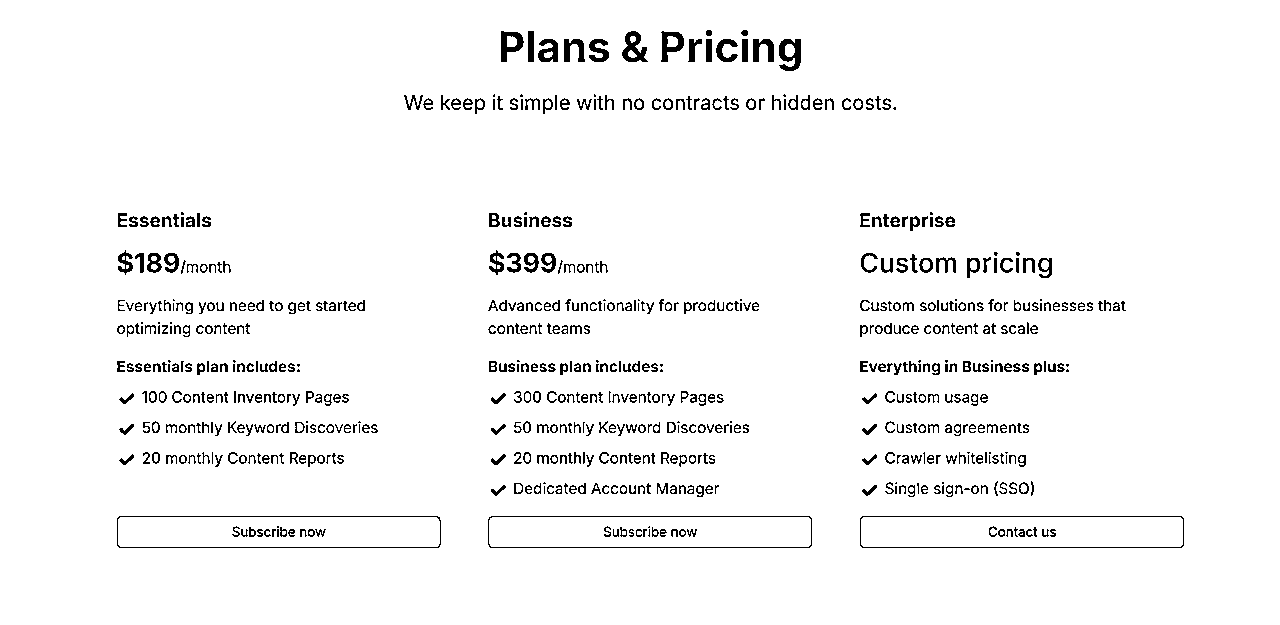 Plans & Pricing
We keep it simple with no contracts or hidden costs.
Essentials
$189/month
Everything you need to get started
optimizing content
Essentials plan includes:
100 Content Inventory Pages
50 monthly Keyword Discoveries
20 monthly Content Reports
Subscribe now
Business
$399/month
Advanced functionality for productive
content teams
Business plan includes:
300 Content Inventory Pages
50 monthly Keyword Discoveries
20 monthly Content Reports
Dedicated Account Manager
Subscribe now
Enterprise
Custom pricing
Custom solutions for businesses that
produce content at scale
Everything in Business plus:
Custom usage
Custom agreements
Crawler whitelisting
Single sign-on (SSO)
Contact us